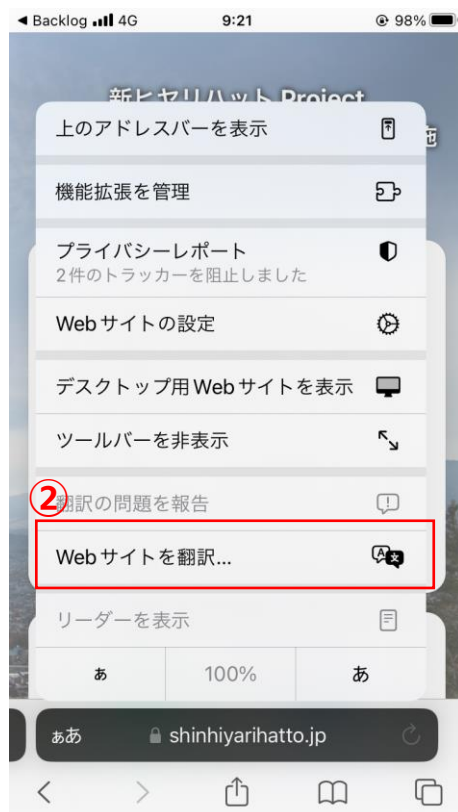 ◀ Backlog 4G 9:21 98%
新ヒヤリハット Project
施
上のアドレスバーを表示
機能拡張を管理
プライバシーレポート
2件のトラッカーを阻止しました
Webサイトの設定
デスクトップ用Webサイトを表示
ツールバーを非表示
②
翻訳の問題を報告
Webサイトを翻訳...
リーダーを表示
あ 100% あ
ぁあ shinhiyarihatto.jp